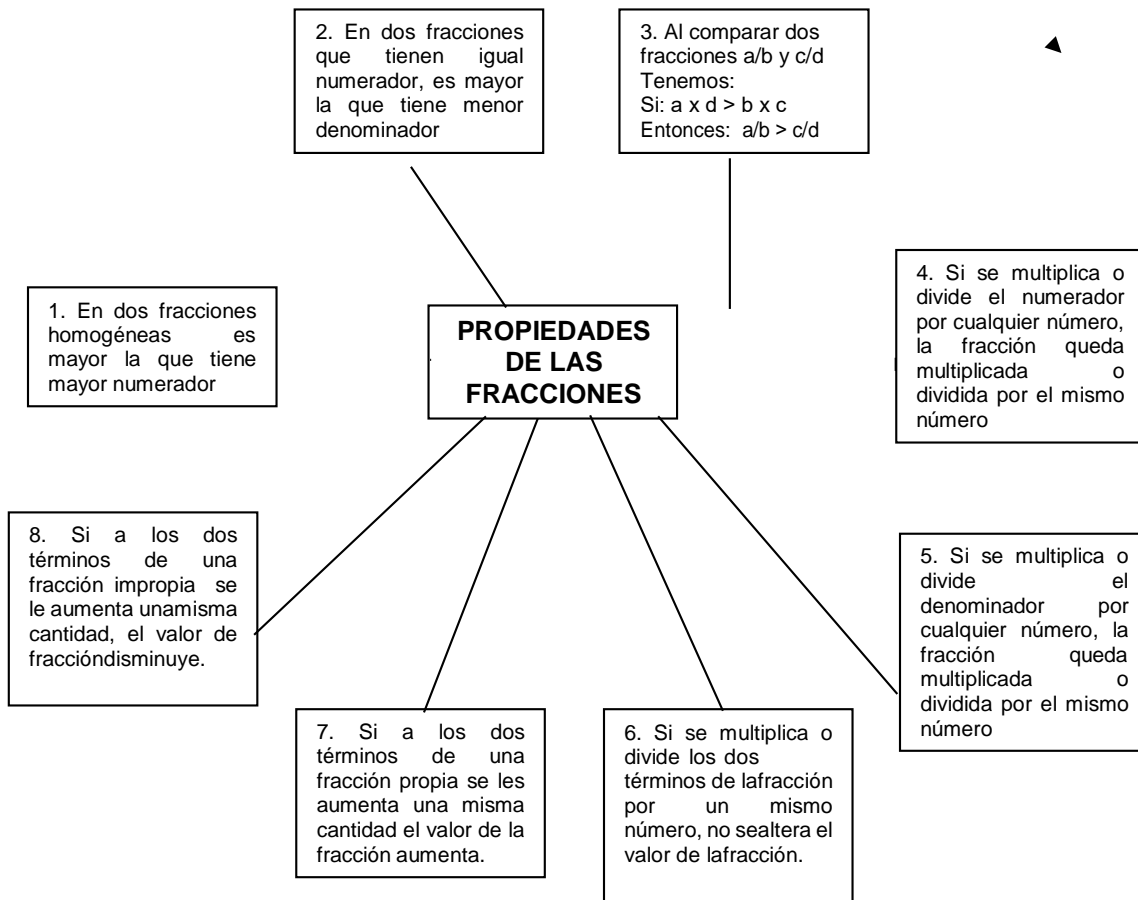 2. En dos fracciones
que tienen igual
numerador, es mayor
la que tiene menor
denominador
3. Al comparar dos
fracciones a/b y c/d
Tenemos:
Si: a x d > b x c
Entonces: a/b > c/d
1. En dos fracciones
homogéneas es
mayor la que tiene
mayor numerador
PROPIEDADES
DE LAS
FRACCIONES
4. Si se multiplica o
divide el numerador
por cualquier número,
la fracción queda
multiplicada o
dividida por el mismo
número
8. Si a los dos
términos de una
fracción impropia se
le aumenta unamisma
cantidad, el valor de
fraccióndisminuye.
5. Si se multiplica o
divide el
denominador por
cualquier número, la
fracción queda
multiplicada o
dividida por el mismo
número
7. Si a los dos
términos de una
fracción propia se les
aumenta una misma
cantidad el valor de la
fracción aumenta.
6. Si se multiplica o
divide los dos
términos de lafracción
por un mismo
número, no sealtera el
valor de lafracción.